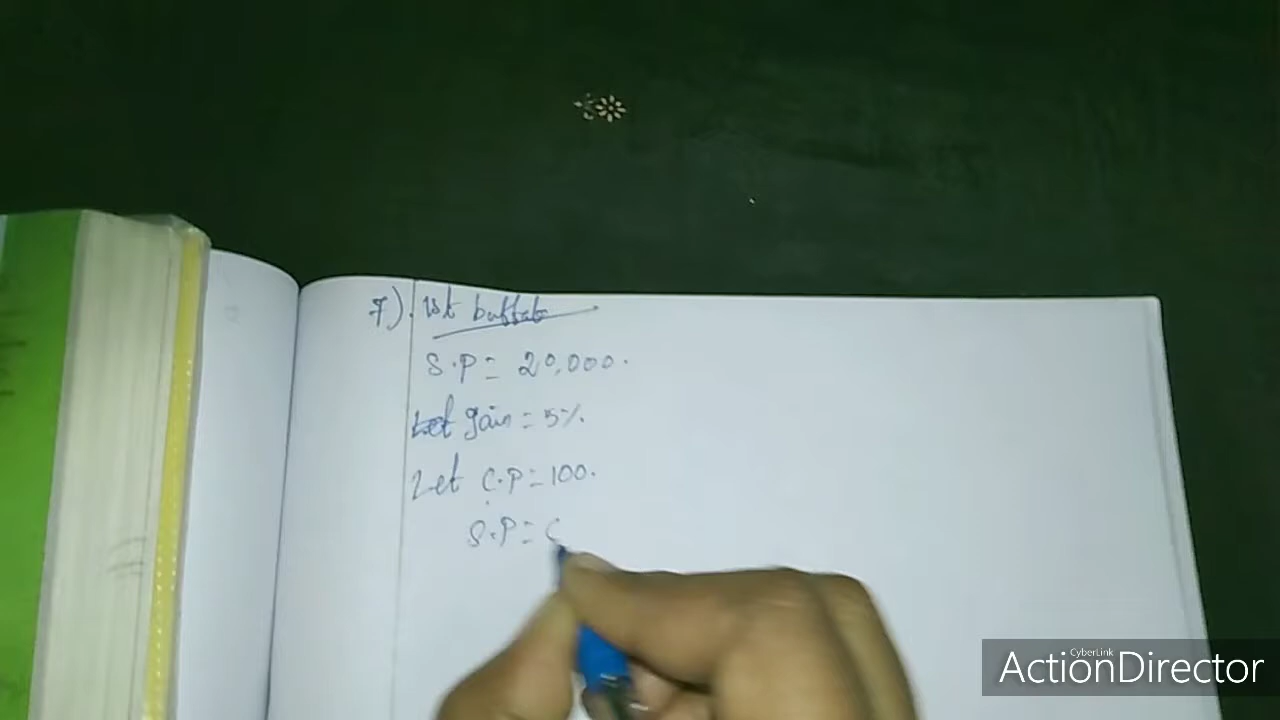 7). 1st buffalo
S.P = 20,000.
Let gain = 5%
Let C.P = 100.
S.P = C
CyberLink
ActionDirector